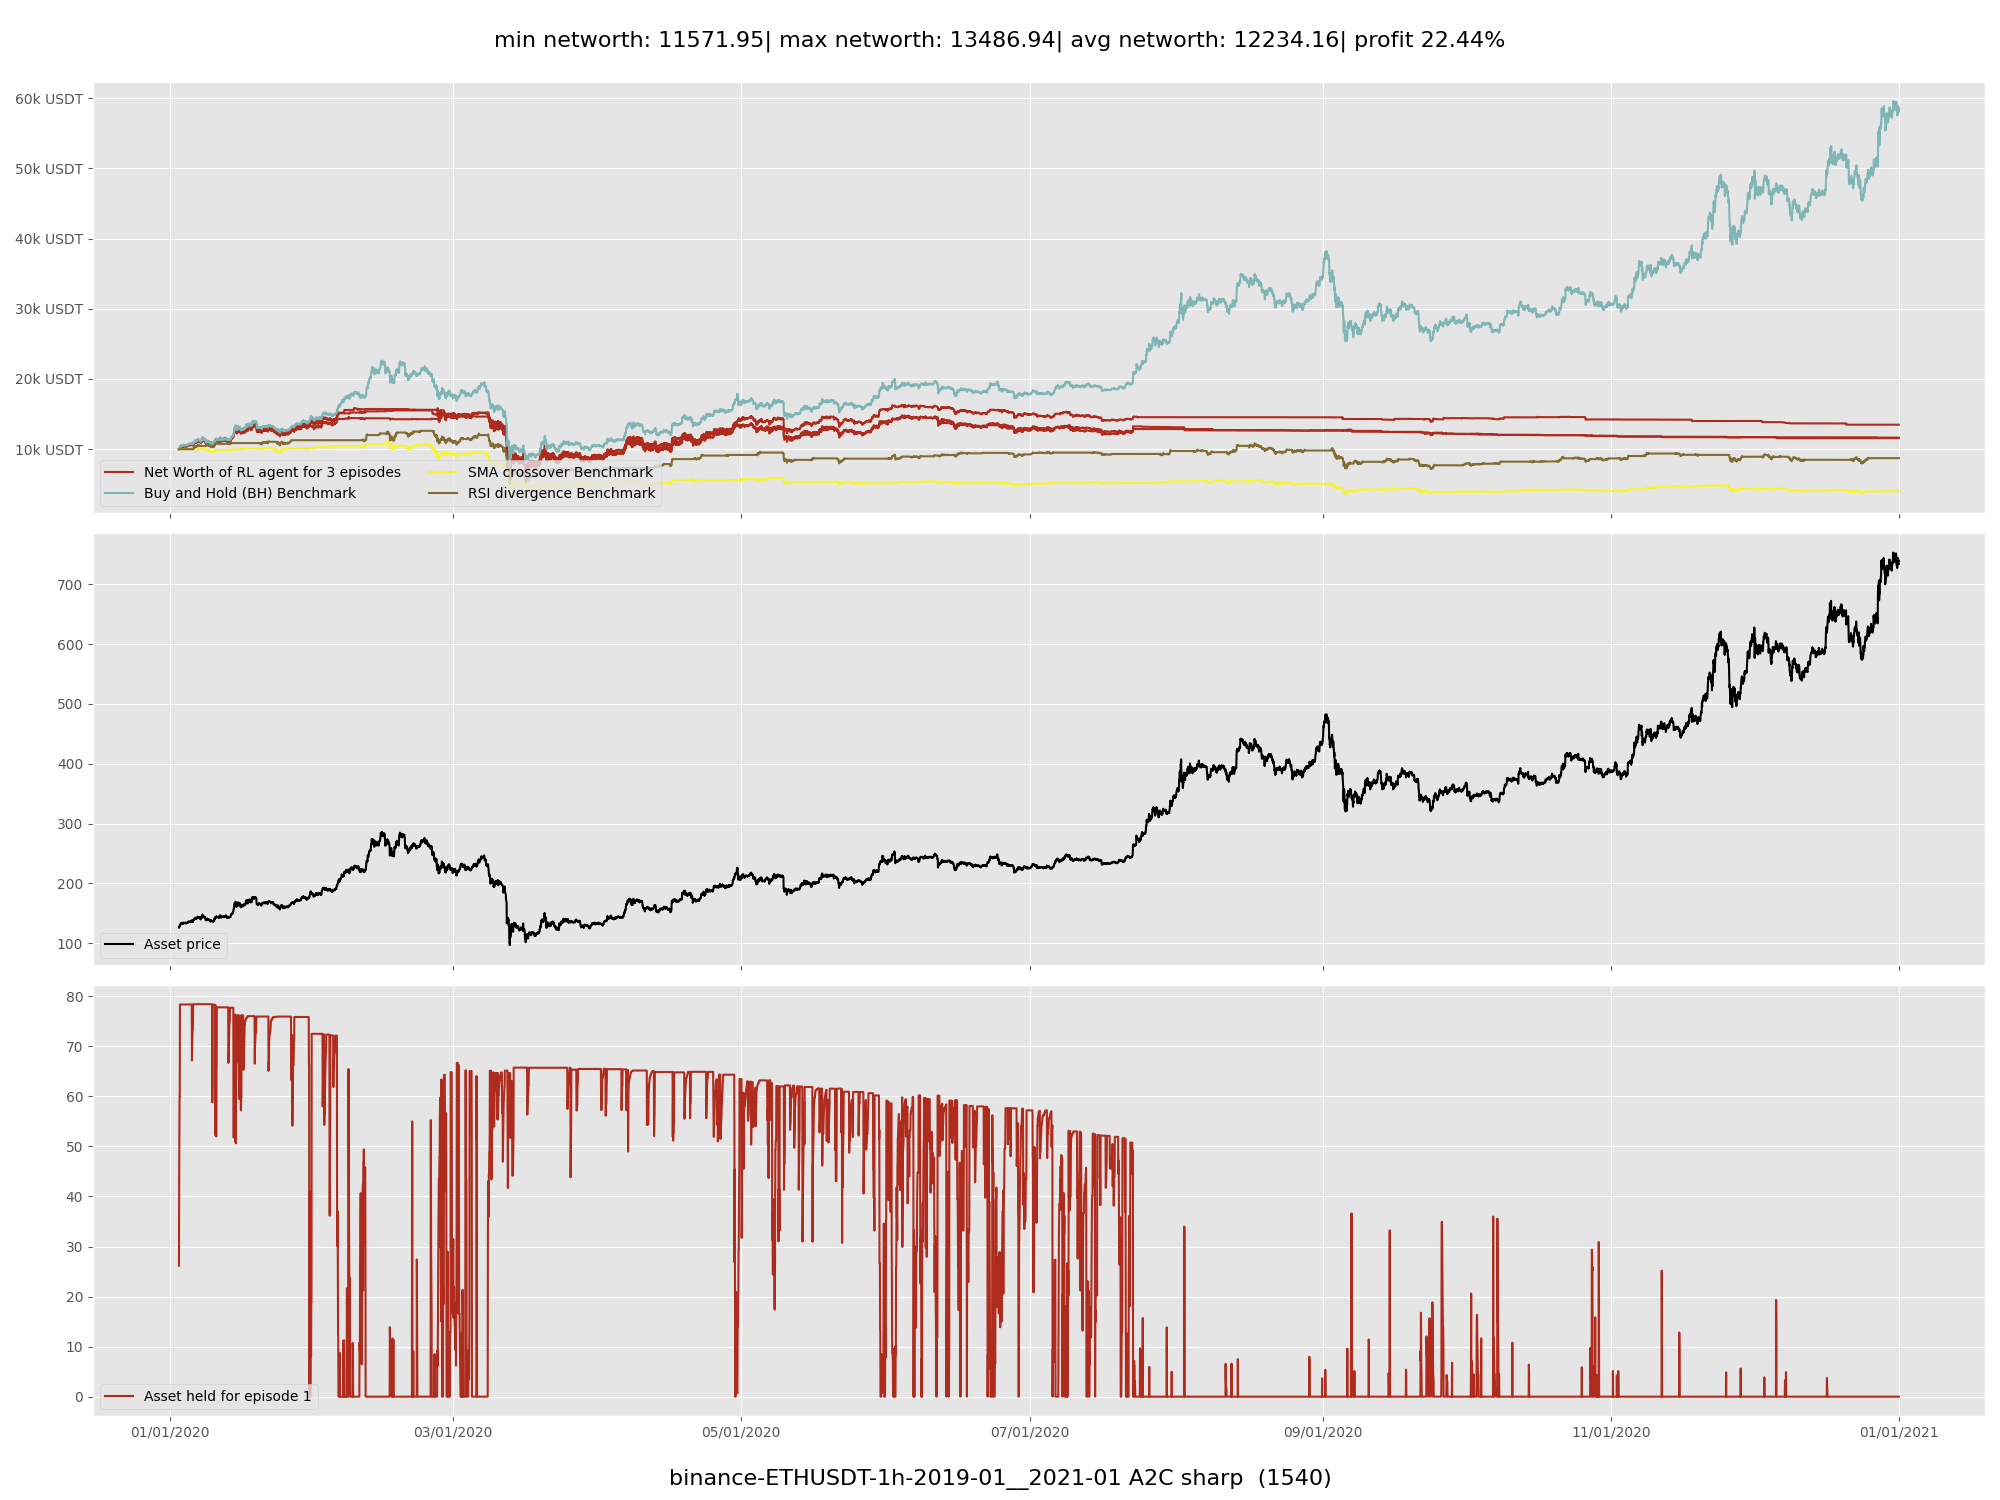 min networth: 11571.95| max networth: 13486.94| avg networth: 12234.16| profit 22.44%
60k USDT
50k USDT
40k USDT
30k USDT
20k USDT
10k USDT
Net Worth of RL agent for 3 episodes
Buy and Hold (BH) Benchmark
SMA crossover Benchmark
RSI divergence Benchmark
700
600
500
400
300
200
100
Asset price
80
70
60
50
40
30
20
10
0
Asset held for episode 1
01/01/2020 03/01/2020 05/01/2020 07/01/2020 09/01/2020 11/01/2020 01/01/2021
binance-ETHUSDT-1h-2019-01__2021-01 A2C sharp (1540)